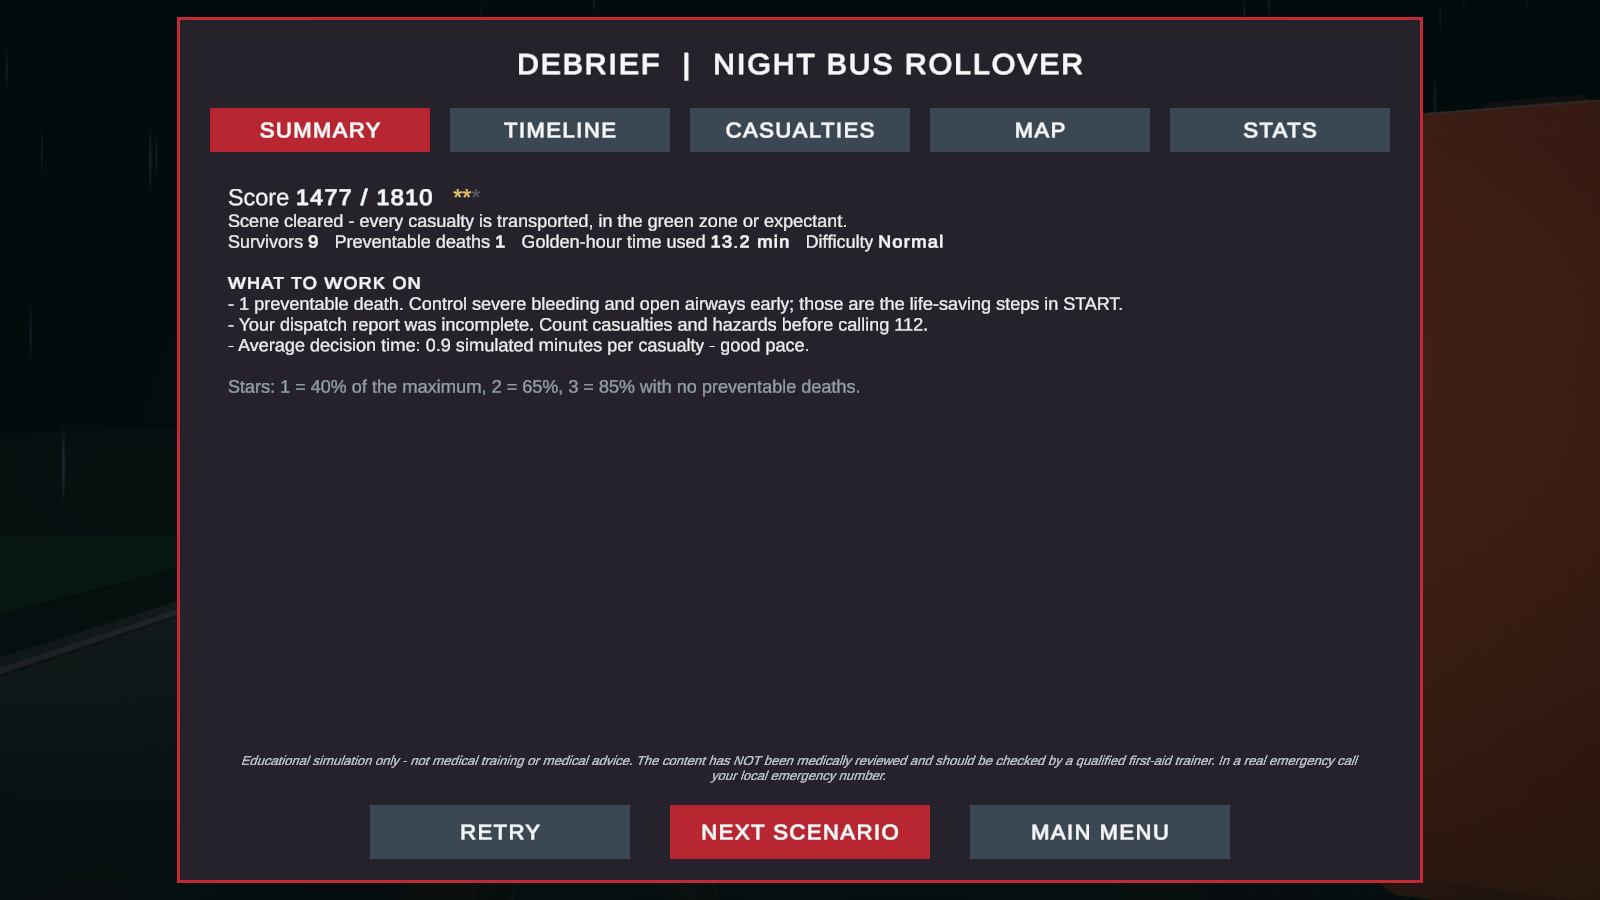 DEBRIEF | NIGHT BUS ROLLOVER
SUMMARY
TIMELINE
CASUALTIES
MAP
STATS
Score 1477 / 1810 ***
Scene cleared - every casualty is transported, in the green zone or expectant.
Survivors 9 Preventable deaths 1 Golden-hour time used 13.2 min Difficulty Normal
WHAT TO WORK ON
- 1 preventable death. Control severe bleeding and open airways early; those are the life-saving steps in START.
- Your dispatch report was incomplete. Count casualties and hazards before calling 112.
- Average decision time: 0.9 simulated minutes per casualty - good pace.
Stars: 1 = 40% of the maximum, 2 = 65%, 3 = 85% with no preventable deaths.
Educational simulation only - not medical training or medical advice. The content has NOT been medically reviewed and should be checked by a qualified first-aid trainer. In a real emergency call
your local emergency number.
RETRY
NEXT SCENARIO
MAIN MENU